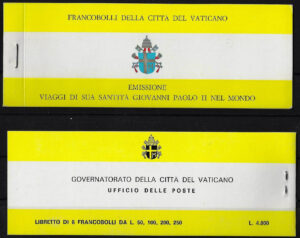 FRANCOBOLLI DELLA CITTÀ DEL VATICANO
EMISSIONE
VIAGGI DI SUA SANTITÀ GIOVANNI PAOLO II NEL MONDO
GOVERNATORATO DELLA CITTÀ DEL VATICANO
UFFICIO DELLE POSTE
LIBRETTO DI 8 FRANCOBOLLI DA L. 50, 100, 200, 250
L. 4.800